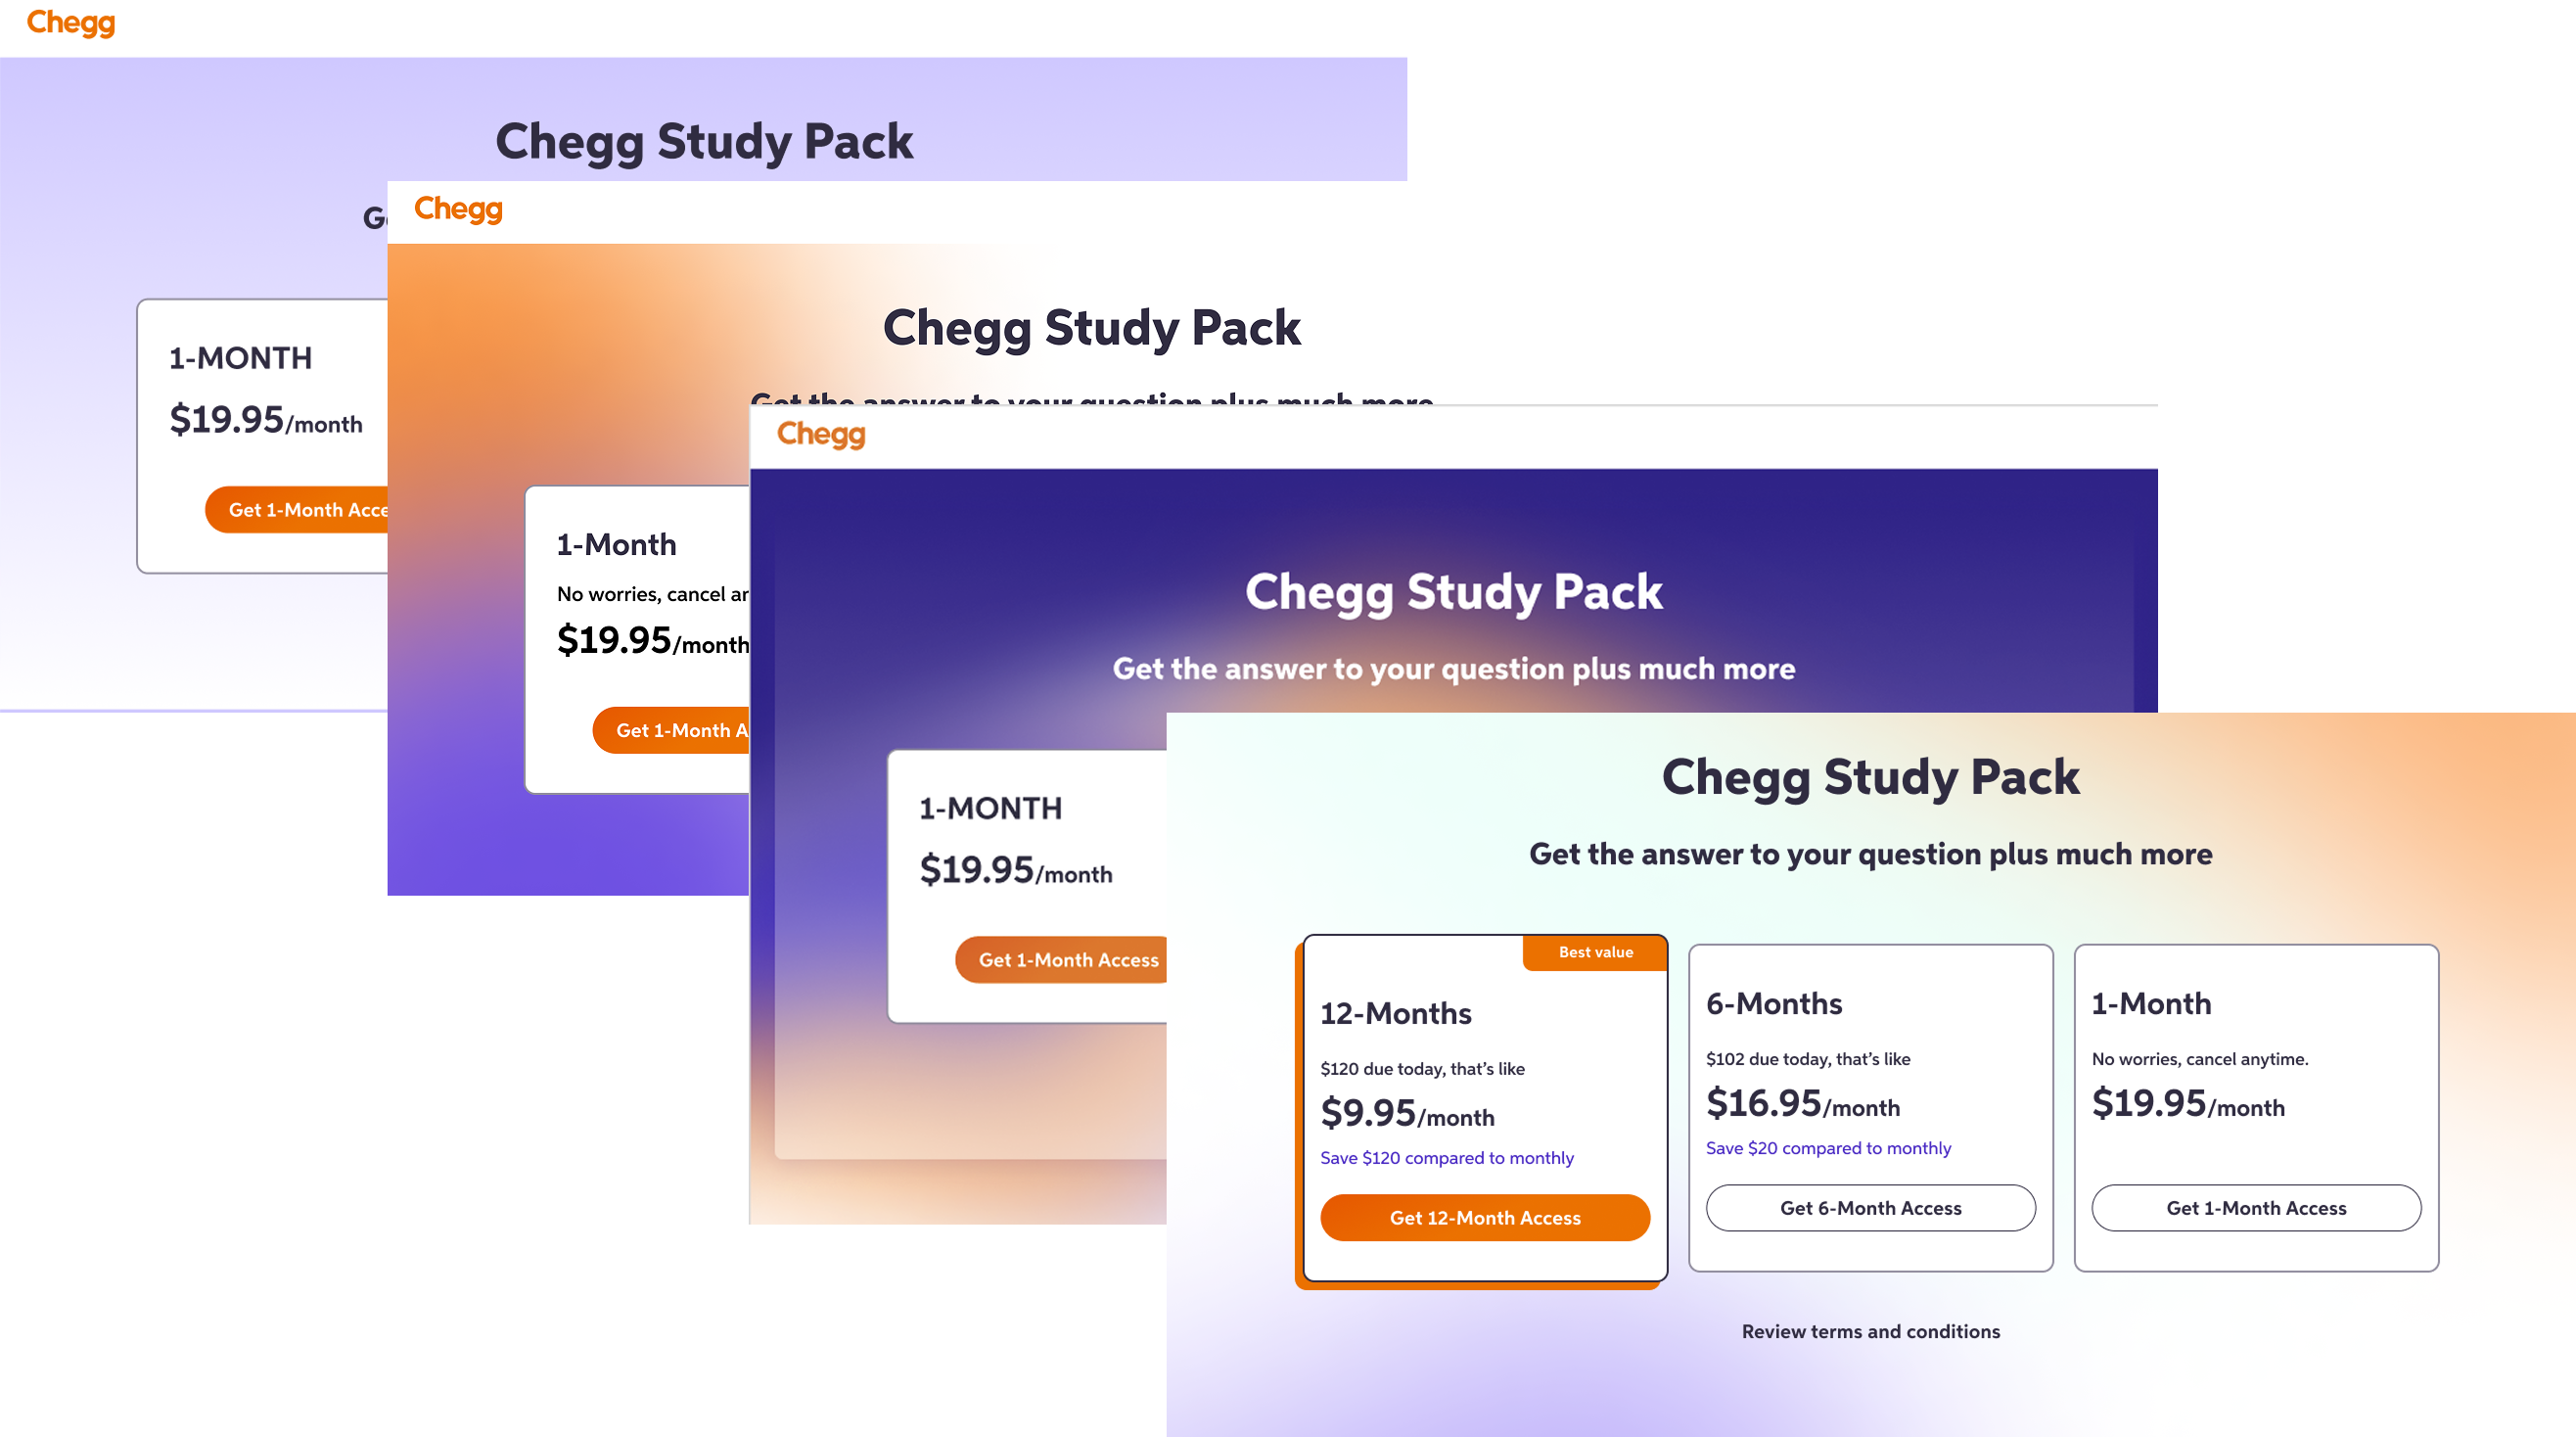 Chegg
Chegg Study Pack
1-MONTH
$19.95/month
Get 1-Month
Chegg
Chegg Study Pack
Get the answer to your question plus much more
1-Month
No worries, cancel
$19.95/month
Get 1-Month
Chegg
Chegg Study Pack
Get the answer to your question plus much more
1-MONTH
$19.95/month
Get 1-Month Access
Chegg Study Pack
Get the answer to your question plus much more
Best value
12-Months
$120 due today, that's like
$9.95/month
Save $120 compared to monthly
Get 12-Month Access
6-Months
$102 due today, that's like
$16.95/month
Save $20 compared to monthly
Get 6-Month Access
1-Month
No worries, cancel anytime.
$19.95/month
Get 1-Month Access
Review terms and conditions